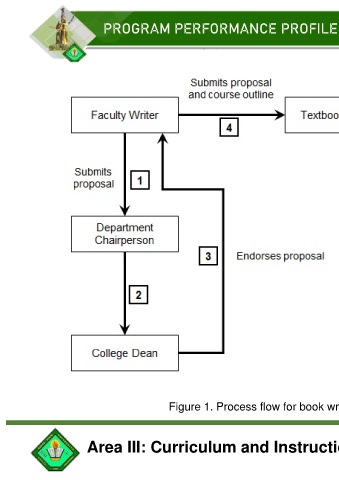 PROGRAM PERFORMANCE PROFILE
Submits proposal
and course outline
Faculty Writer
4
Textboo
Submits
proposal
1
Department
Chairperson
3
Endorses proposal
2
College Dean
Figure 1. Process flow for book wr
Area III: Curriculum and Instructi